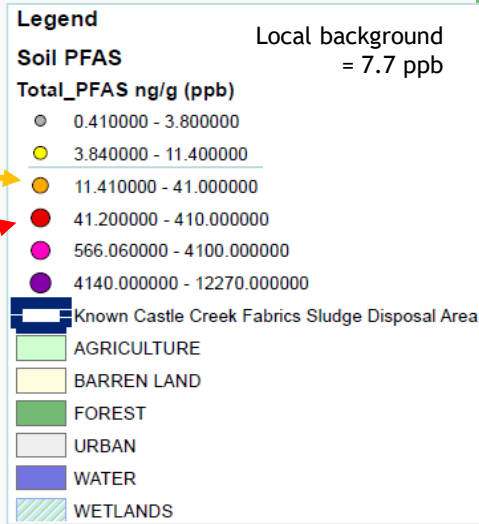 Legend
Local background
= 7.7 ppb
Soil PFAS
Total_PFAS ng/g (ppb)
0.410000 - 3.800000
3.840000 - 11.400000
11.410000 - 41.000000
41.200000 - 410.000000
566.060000 - 4100.000000
4140.000000 - 12270.000000
Known Castle Creek Fabrics Sludge Disposal Area
AGRICULTURE
BARREN LAND
FOREST
URBAN
WATER
WETLANDS